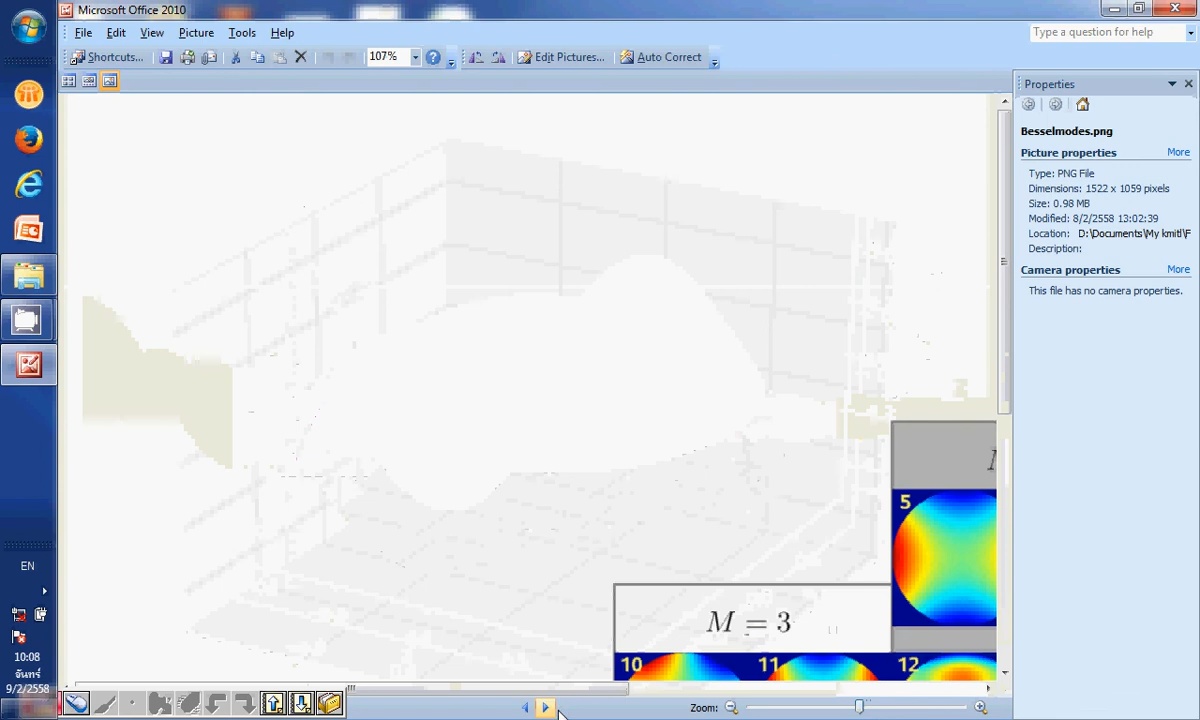 Microsoft Office 2010
File Edit View Picture Tools Help
Type a question for help
Shortcuts... 107% Edit Pictures... Auto Correct
Properties
Besselmodes.png
Picture properties More
Type: PNG File
Dimensions: 1522 x 1059 pixels
Size: 0.98 MB
Modified: 8/2/2558 13:02:39
Location: D:\Documents\My kmitl\F
Description:
Camera properties More
This file has no camera properties.
5
M = 3
10 11 12
EN
10:08
จันทร์
9/2/2558
Zoom: